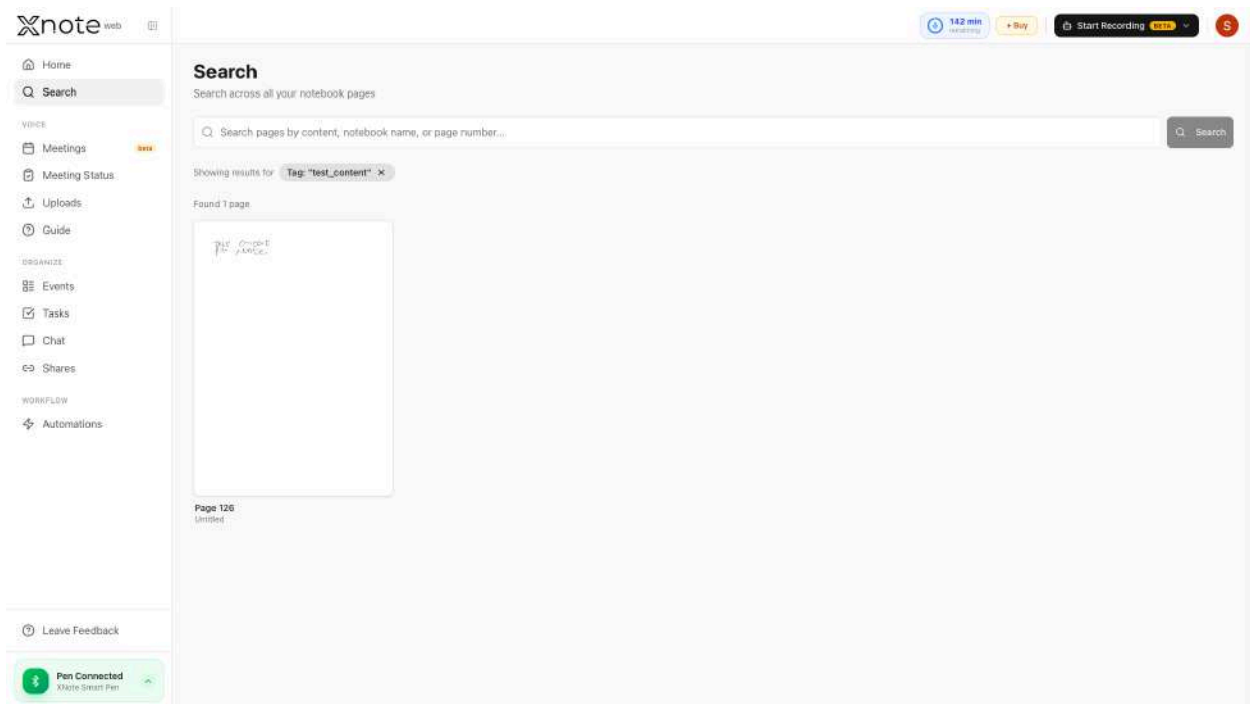 Xnote web
142 min
remaining
+ Buy
Start Recording BETA
S
Home
Search
VOICE
Meetings beta
Meeting Status
Uploads
Guide
ORGANIZE
Events
Tasks
Chat
Shares
WORKFLOW
Automations
Leave Feedback
Pen Connected
XNote Smart Pen
Search
Search across all your notebook pages
Search pages by content, notebook name, or page number...
Search
Showing results for Tag: "test_content" ×
Found 1 page
Page 126
Untitled